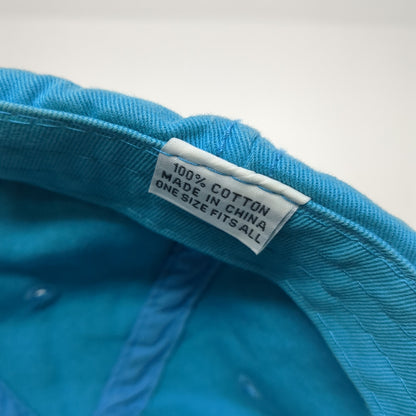 100% COTTON
MADE IN CHINA
ONE SIZE FITS ALL